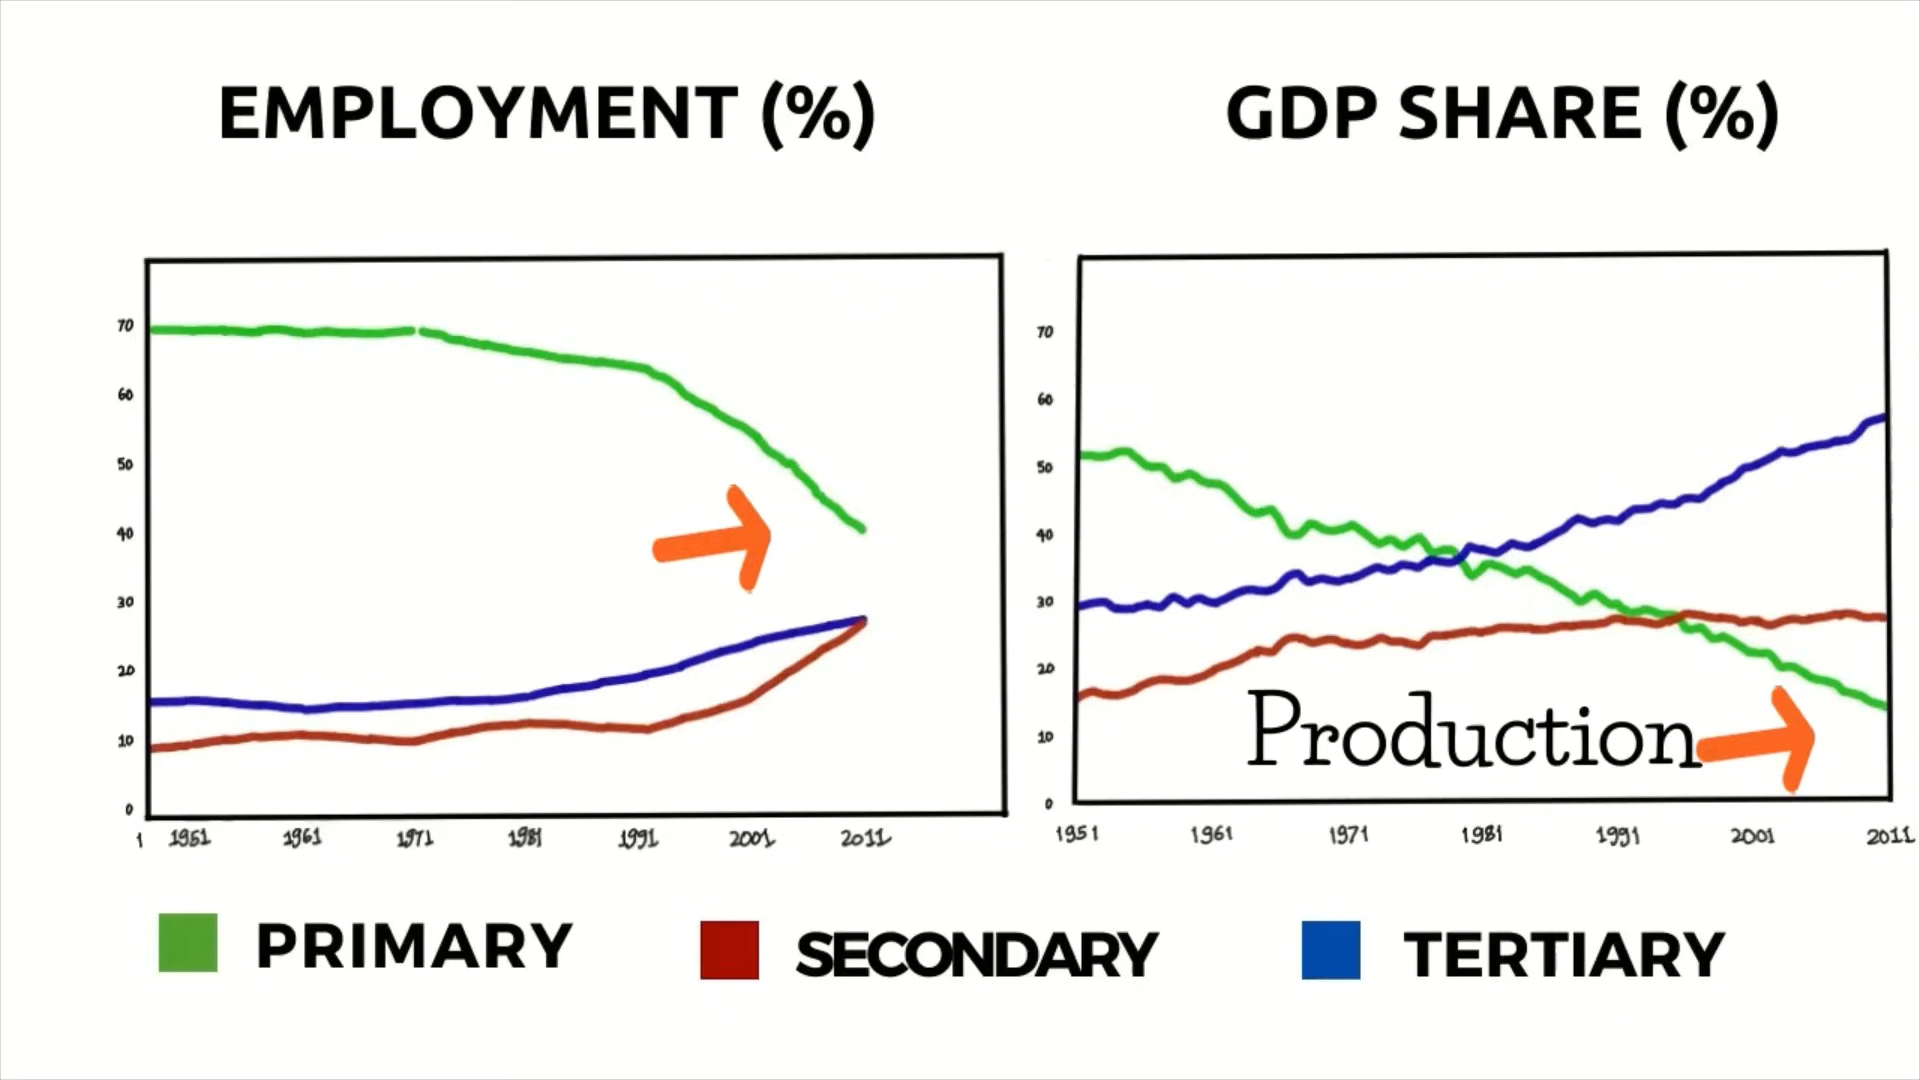 EMPLOYMENT (%)
70
60
50
40
30
20
10
0
1 1951 1961 1971 1981 1991 2001 2011
GDP SHARE (%)
70
60
50
40
30
20
10
0
Production
1951 1961 1971 1981 1991 2001 2011
PRIMARY SECONDARY TERTIARY